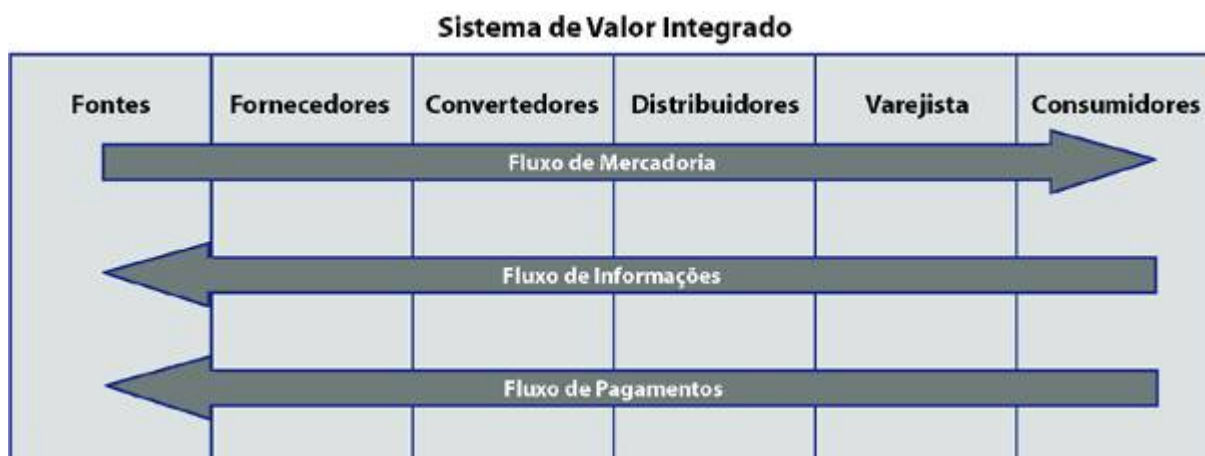 Sistema de Valor Integrado
Fontes Fornecedores Convertedores Distribuidores Varejista Consumidores
Fluxo de Mercadoria
Fluxo de Informações
Fluxo de Pagamentos